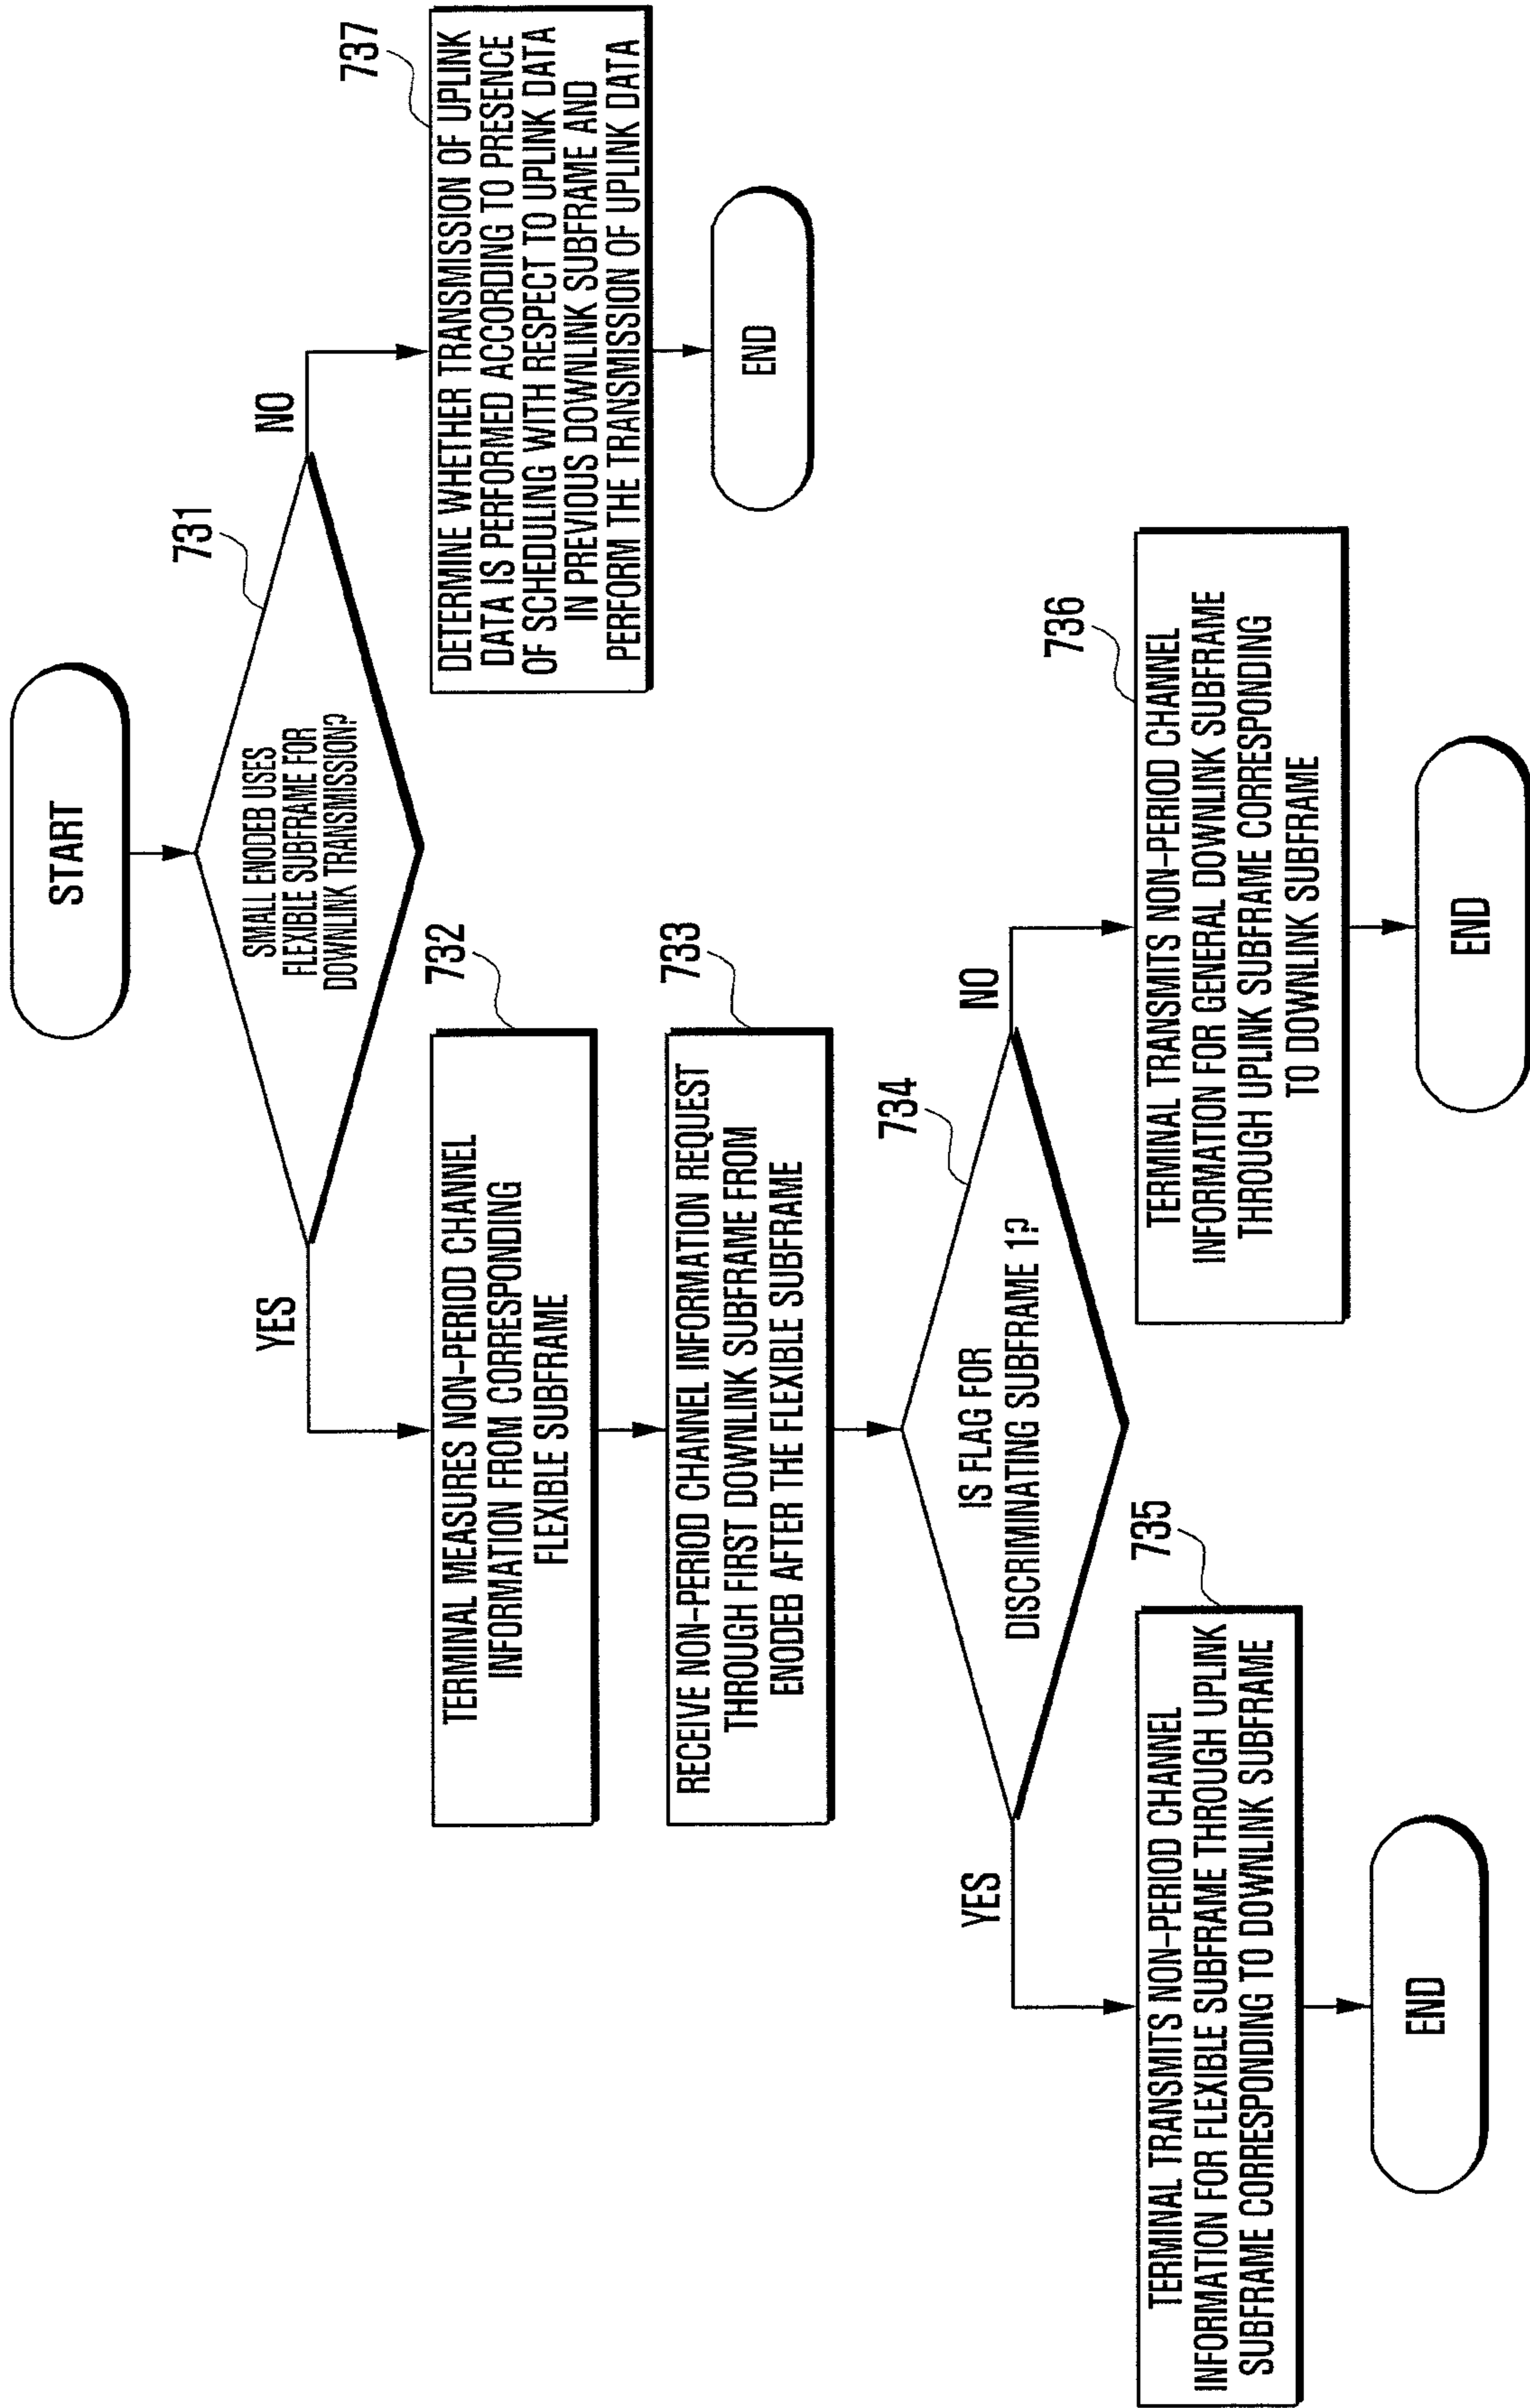 START
731
SMALL ENODEB USES
FLEXIBLE SUBFRAME FOR
DOWNLINK TRANSMISSION?
YES
NO
732
TERMINAL MEASURES NON-PERIOD CHANNEL
INFORMATION FROM CORRESPONDING
FLEXIBLE SUBFRAME
737
DETERMINE WHETHER TRANSMISSION OF UPLINK
DATA IS PERFORMED ACCORDING TO PRESENCE
OF SCHEDULING WITH RESPECT TO UPLINK DATA
IN PREVIOUS DOWNLINK SUBFRAME AND
PERFORM THE TRANSMISSION OF UPLINK DATA
END
733
RECEIVE NON-PERIOD CHANNEL INFORMATION REQUEST
THROUGH FIRST DOWNLINK SUBFRAME FROM
ENODEB AFTER THE FLEXIBLE SUBFRAME
734
IS FLAG FOR
DISCRIMINATING SUBFRAME 1?
YES
NO
735
TERMINAL TRANSMITS NON-PERIOD CHANNEL
INFORMATION FOR FLEXIBLE SUBFRAME THROUGH UPLINK
SUBFRAME CORRESPONDING TO DOWNLINK SUBFRAME
END
736
TERMINAL TRANSMITS NON-PERIOD CHANNEL
INFORMATION FOR GENERAL DOWNLINK SUBFRAME
THROUGH UPLINK SUBFRAME CORRESPONDING
TO DOWNLINK SUBFRAME
END